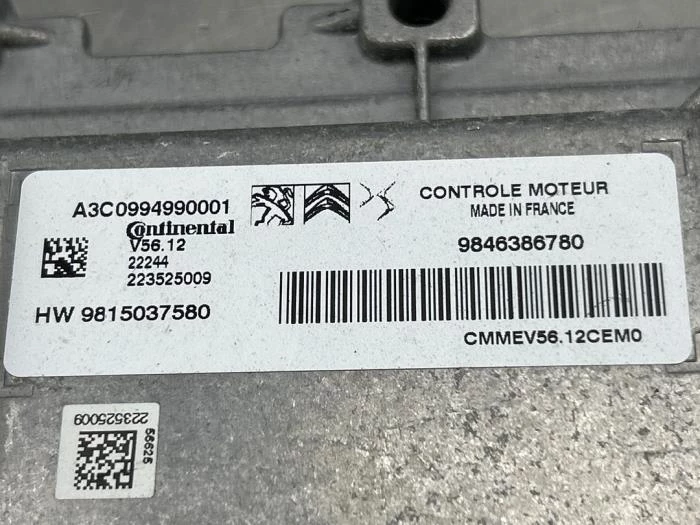 A3C0994990001
Continental
V56.12
22244
223525009
HW 9815037580
CONTROLE MOTEUR
MADE IN FRANCE
9846386780
CMMEV56.12CEM0
223525009
56625